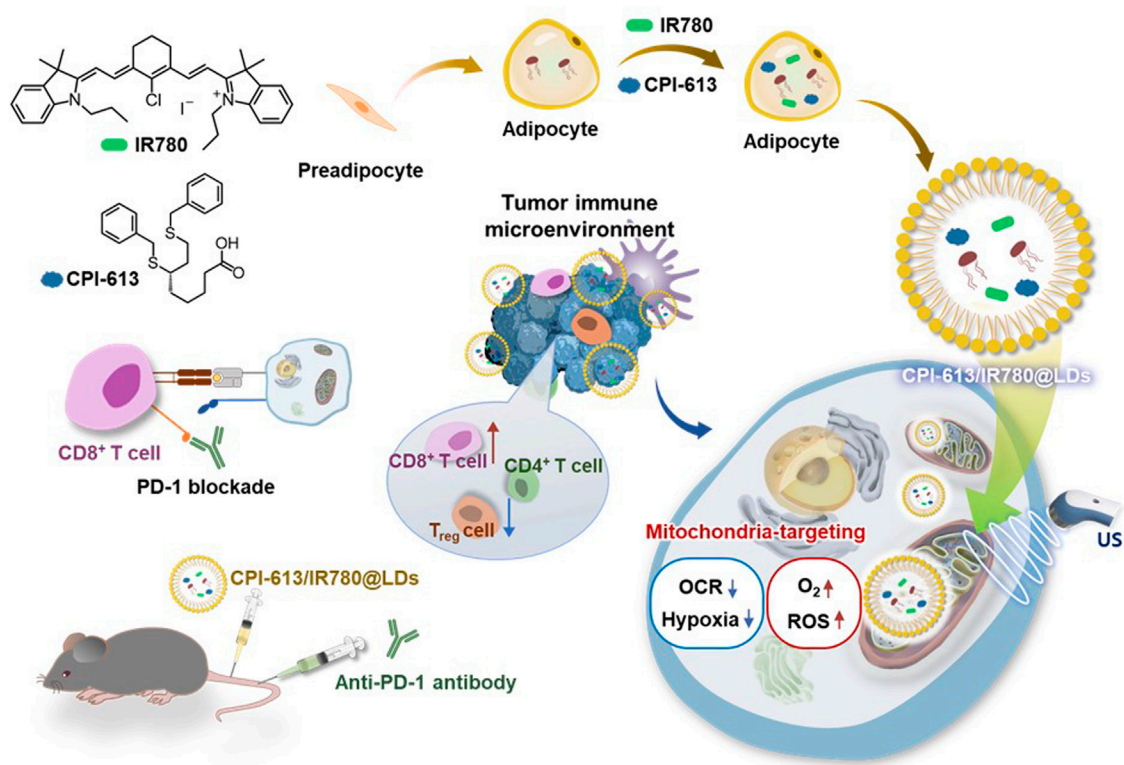 Cl
N
I⁻
N⁺
IR780
Preadipocyte
Adipocyte
IR780
CPI-613
Adipocyte
S
S
OH
O
CPI-613
Tumor immune
microenvironment
CPI-613/IR780@LDs
CD8⁺ T cell
PD-1 blockade
CD8⁺ T cell ↑
CD4⁺ T cell
Treg cell ↓
Mitochondria-targeting
OCR ↓
Hypoxia ↓
O₂ ↑
ROS ↑
US
CPI-613/IR780@LDs
Anti-PD-1 antibody